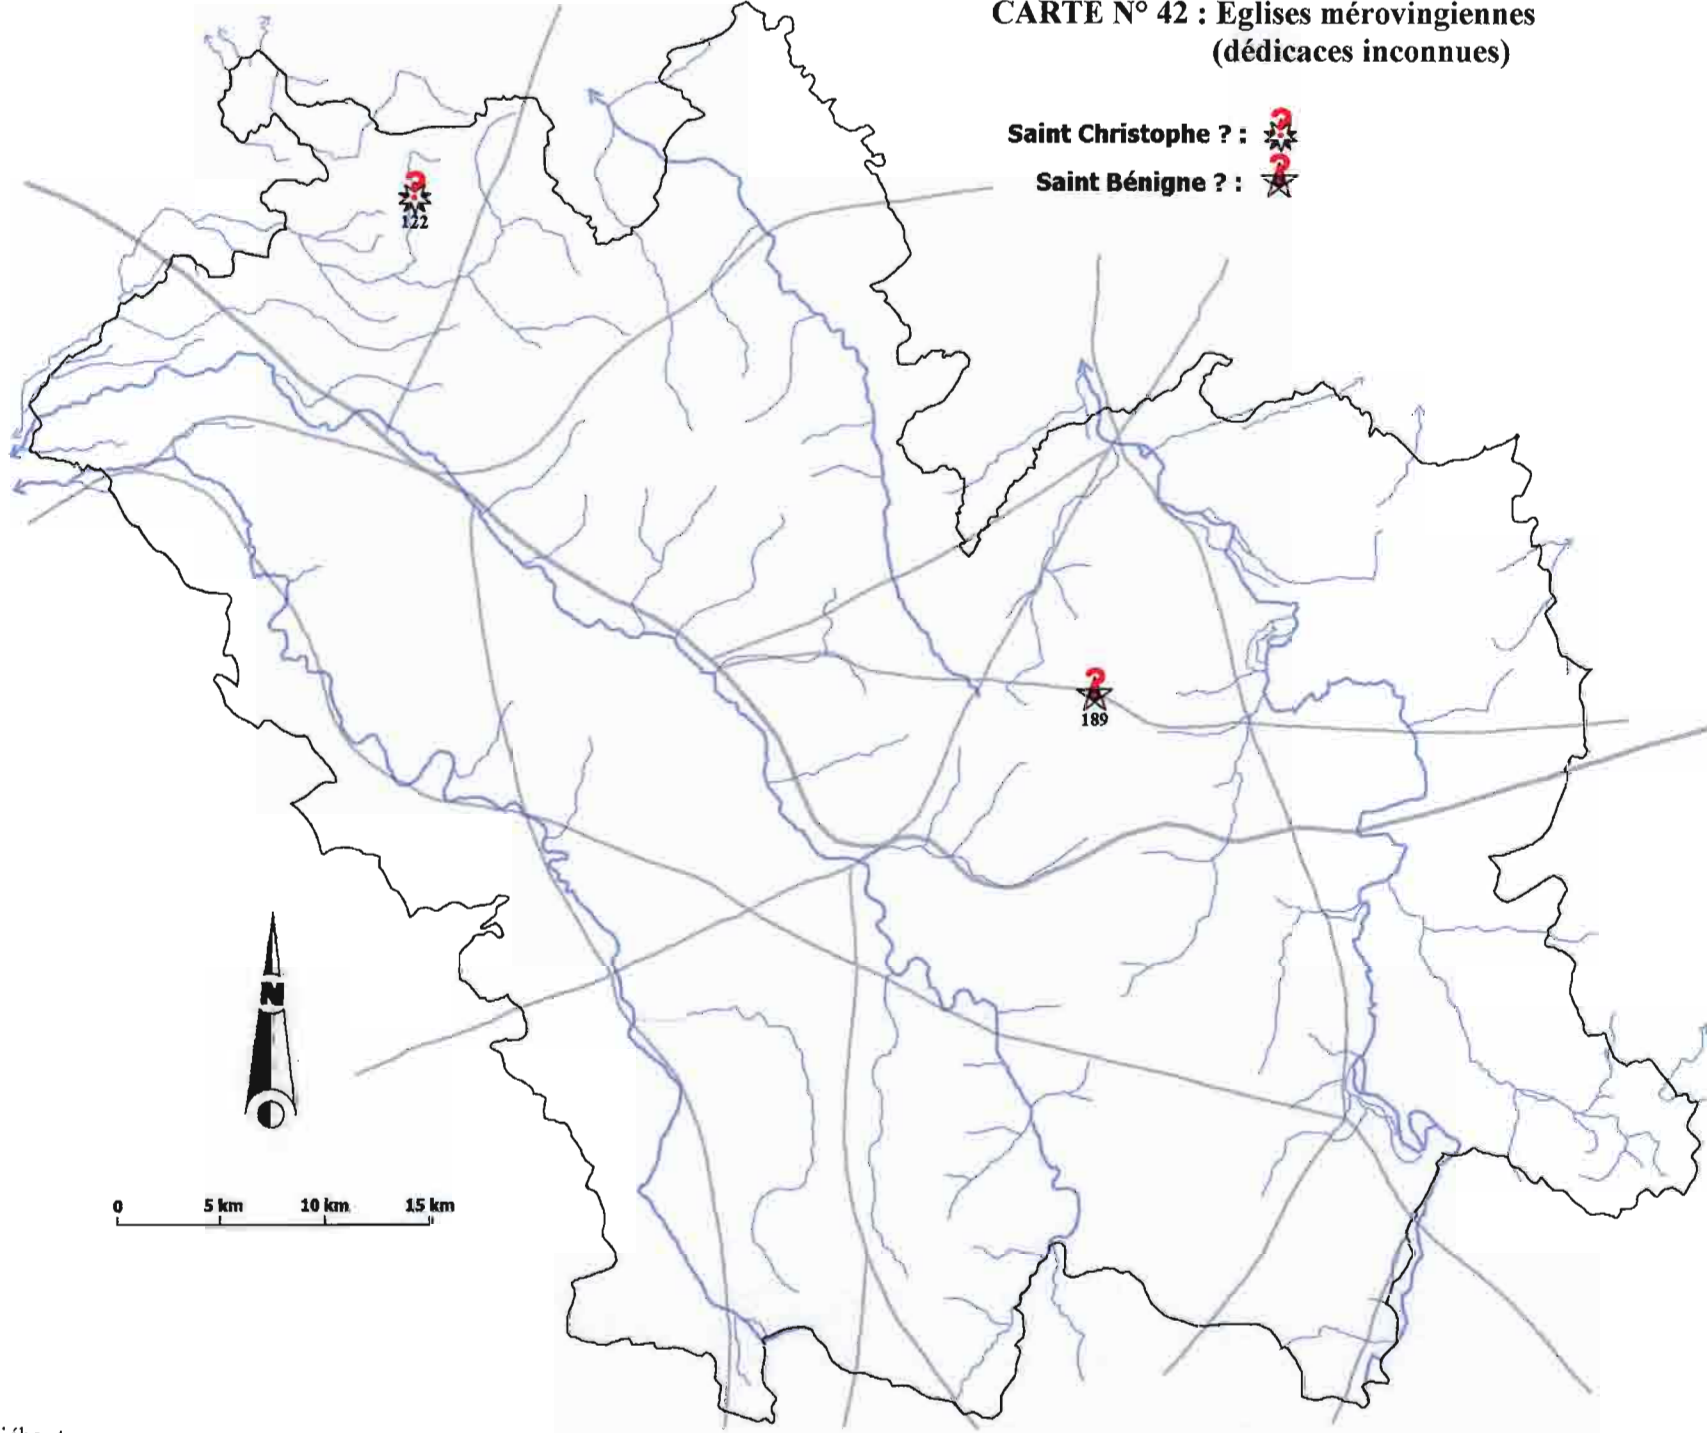 CARTE N° 42 : Eglises mérovingiennes
(dédicaces inconnues)
Saint Christophe ? : ?
Saint Bénigne ? : ?
?
122
?
189
N
0 5 km 10 km 15 km